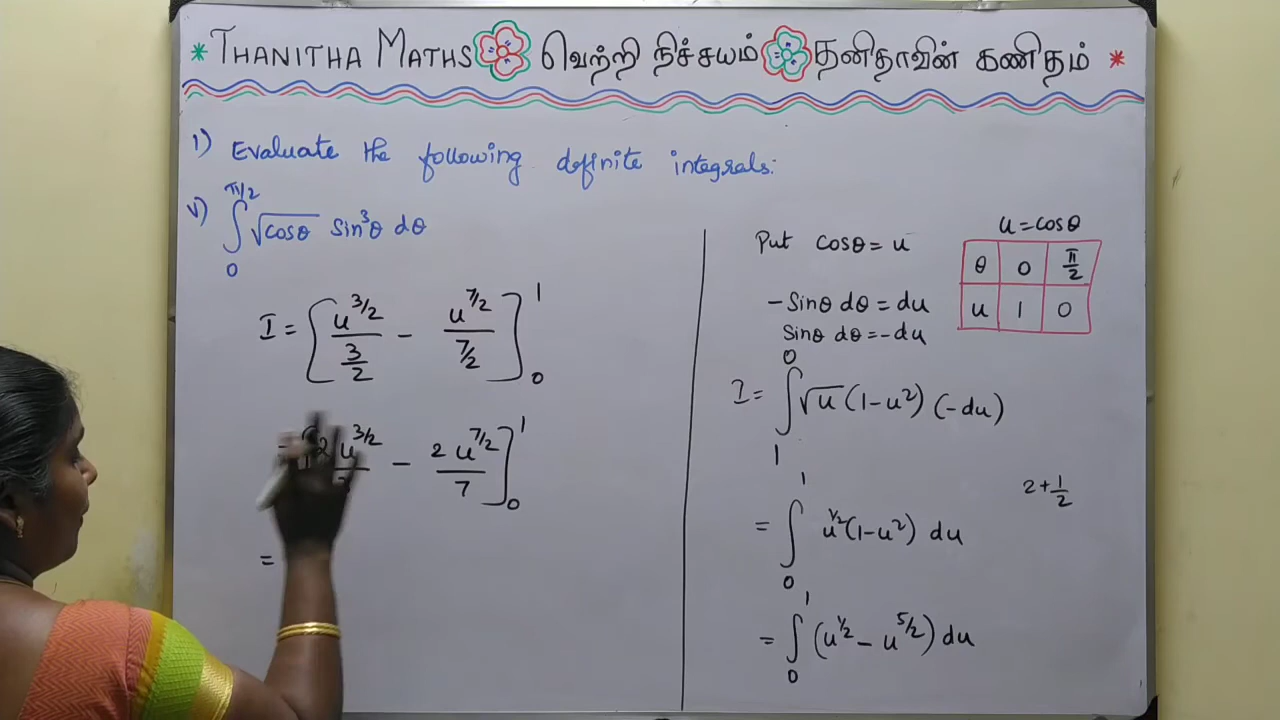 * THANITHA MATHS வெற்றி நிச்சயம் தனிதாவின் கணிதம் *
1) Evaluate the following definite integrals:
v) ∫₀^(π/2) √cosθ sin³θ dθ
I = [u^(3/2)/(3/2) − u^(7/2)/(7/2)]₀¹
2u^(3/2) − 2u^(7/2)/7]₀¹
=
Put cosθ = u
u = cosθ
θ 0 π/2
u 1 0
-Sinθ dθ = du
Sinθ dθ = -du
I = ∫₁⁰ √u (1-u²) (-du)
2 + 1/2
= ∫₀¹ u^(1/2) (1-u²) du
= ∫₀¹ (u^(1/2) − u^(5/2)) du